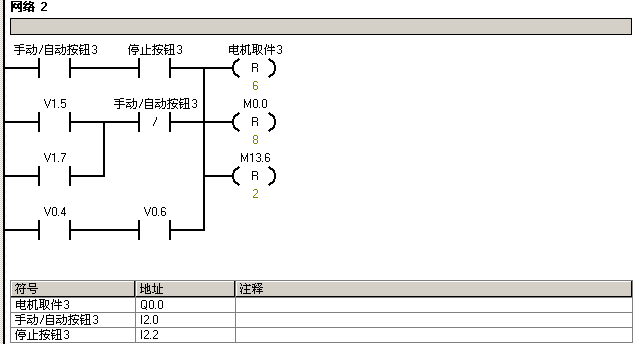 网络 2
手动/自动按钮3 停止按钮3 电机取件3
R
6
V1.5 手动/自动按钮3 M0.0
/ R
8
V1.7 M13.6
R
2
V0.4 V0.6
符号 地址 注释
电机取件3 Q0.0
手动/自动按钮3 I2.0
停止按钮3 I2.2